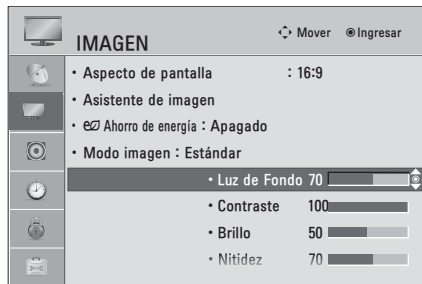 IMAGEN
Mover Ingresar
• Aspecto de pantalla : 16:9
• Asistente de imagen
• Ahorro de energía : Apagado
• Modo imagen : Estándar
• Luz de Fondo 70
• Contraste 100
• Brillo 50
• Nitidez 70